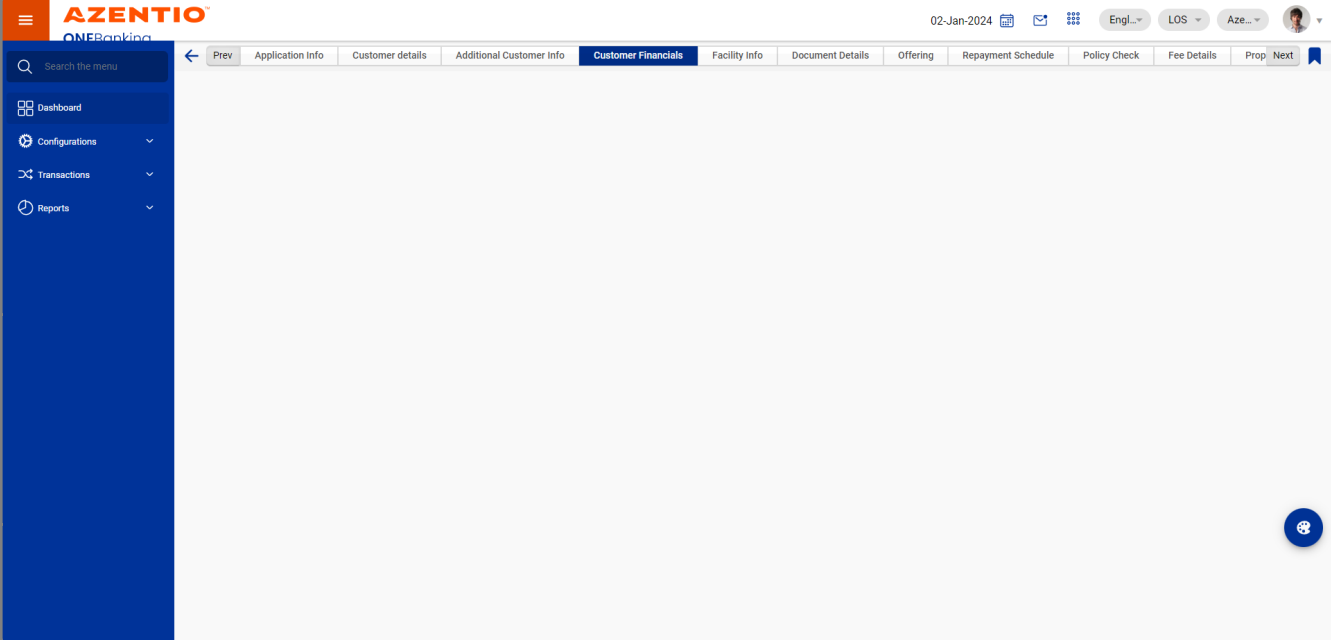 AZENTIO™
ONEBanking
02-Jan-2024
Engl...
LOS
Aze...
Search the menu
Dashboard
Configurations
Transactions
Reports
Prev
Application Info
Customer details
Additional Customer Info
Customer Financials
Facility Info
Document Details
Offering
Repayment Schedule
Policy Check
Fee Details
Prop
Next